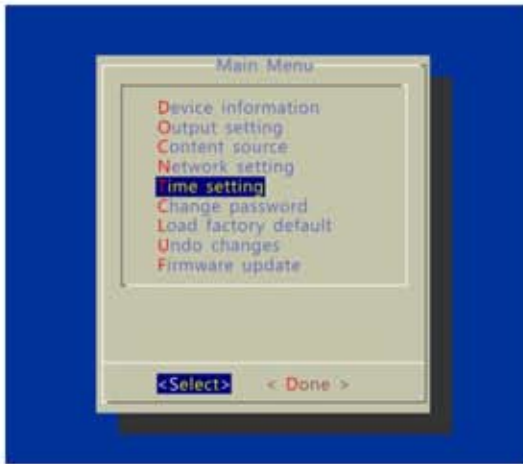 Main Menu
Device information
Output setting
Content source
Network setting
Time setting
Change password
Load factory default
Undo changes
Firmware update
<Select> < Done >